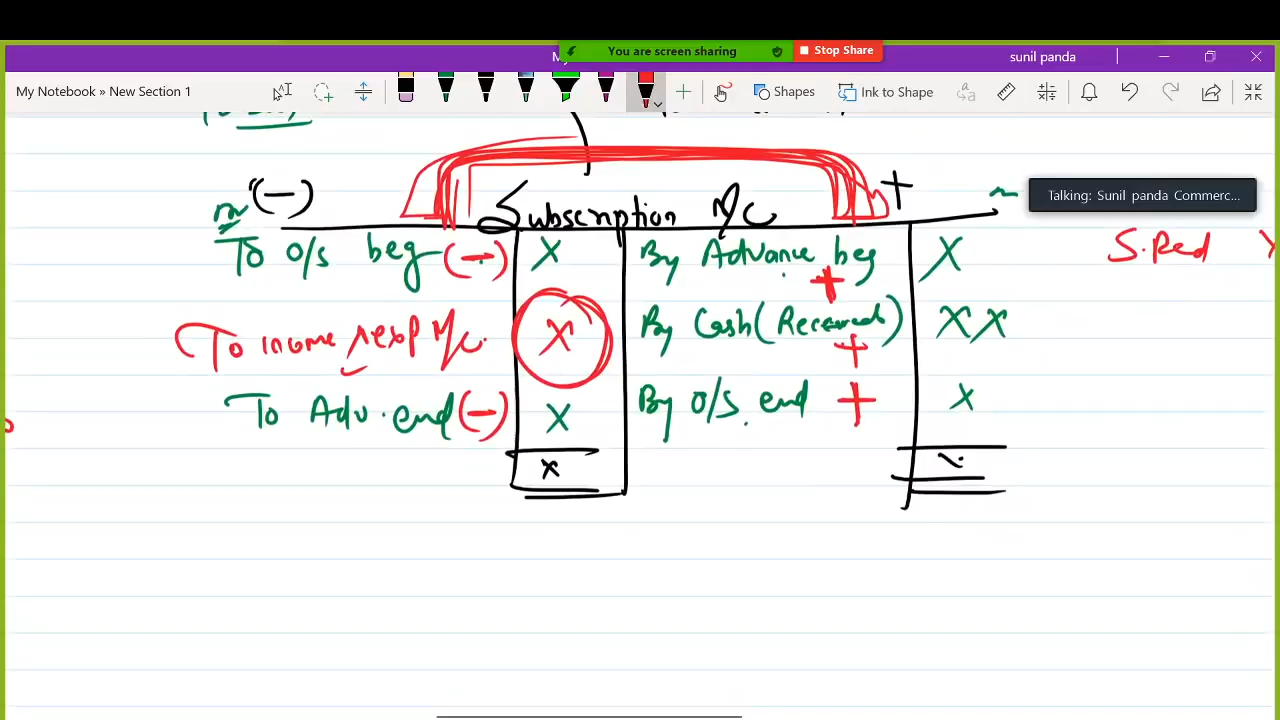 You are screen sharing
Stop Share
sunil panda
My Notebook » New Section 1
Shapes
Ink to Shape
Talking: Sunil panda Commerc...
(-) Subscription A/C +
To O/s beg (-) X By Advance beg X
+
S.Red
To Inome exp A/c. X By Cash( ) XX
+
To Adv. end (-) X By O/s. end + X
X